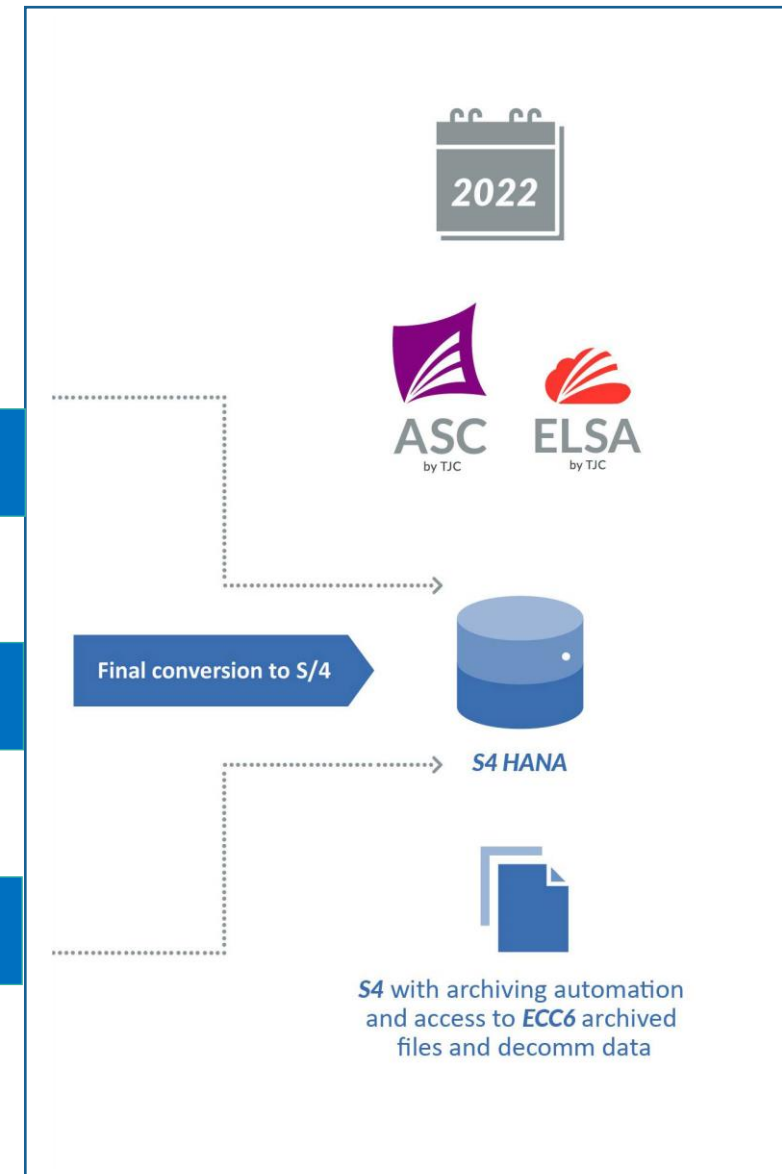 2022
ASC
by TJC
ELSA
by TJC
Final conversion to S/4
S4 HANA
S4 with archiving automation
and access to ECC6 archived
files and decomm data